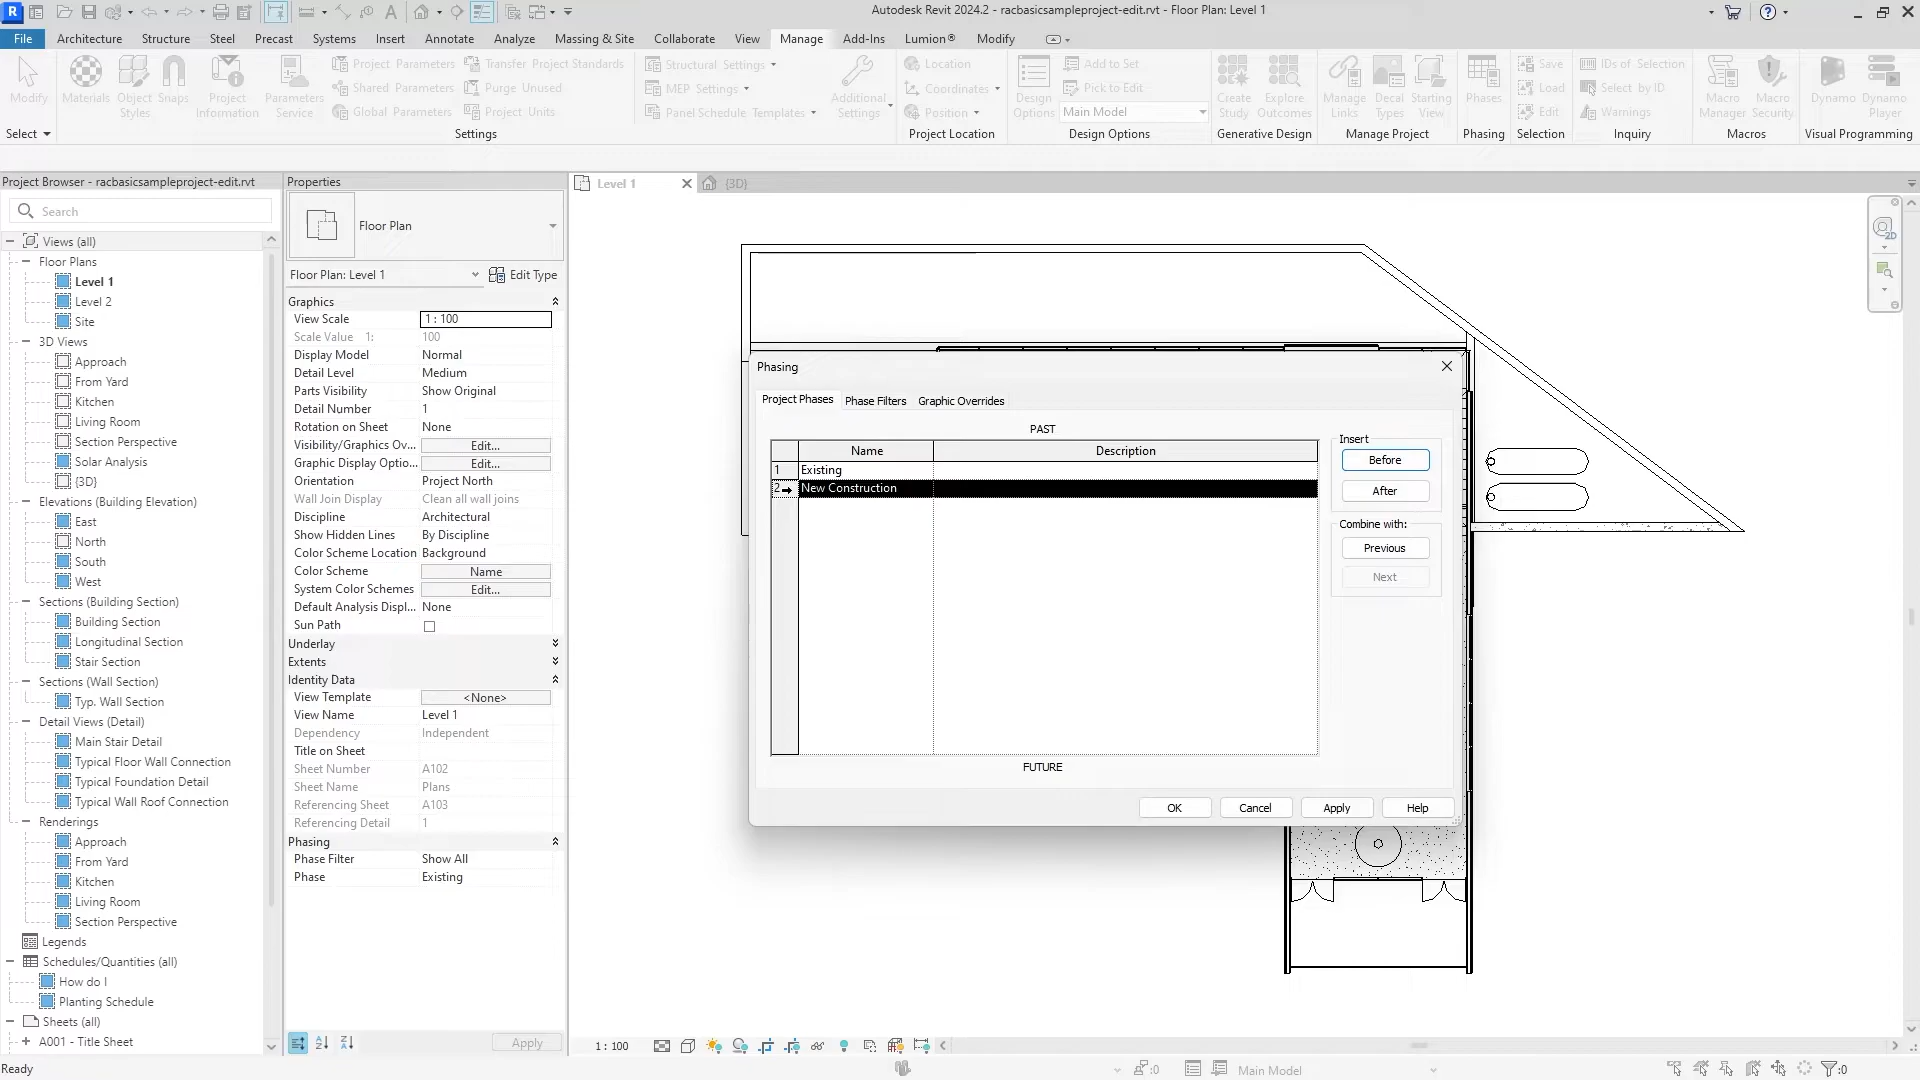 Autodesk Revit 2024.2 - racbasicsampleproject-edit.rvt - Floor Plan: Level 1
File Architecture Structure Steel Precast Systems Insert Annotate Analyze Massing & Site Collaborate View Manage Add-Ins Lumion® Modify
Modify
Materials
Object Styles
Snaps
Project Information
Parameters Service
Project Parameters
Shared Parameters
Global Parameters
Transfer Project Standards
Purge Unused
Project Units
Structural Settings
MEP Settings
Panel Schedule Templates
Additional Settings
Location
Coordinates
Position
Design Options
Add to Set
Pick to Edit
Main Model
Create Study
Explore Outcomes
Manage Links
Decal Types
Starting View
Phases
Save
Load
Edit
IDs of Selection
Select by ID
Warnings
Macro Manager
Macro Security
Dynamo
Dynamo Player
Select
Settings
Project Location
Design Options
Generative Design
Manage Project
Phasing
Selection
Inquiry
Macros
Visual Programming
Project Browser - racbasicsampleproject-edit.rvt
Search
Views (all)
Floor Plans
Level 1
Level 2
Site
3D Views
Approach
From Yard
Kitchen
Living Room
Section Perspective
Solar Analysis
{3D}
Elevations (Building Elevation)
East
North
South
West
Sections (Building Section)
Building Section
Longitudinal Section
Stair Section
Sections (Wall Section)
Typ. Wall Section
Detail Views (Detail)
Main Stair Detail
Typical Floor Wall Connection
Typical Foundation Detail
Typical Wall Roof Connection
Renderings
Approach
From Yard
Kitchen
Living Room
Section Perspective
Legends
Schedules/Quantities (all)
How do I
Planting Schedule
Sheets (all)
A001 - Title Sheet
Properties
Floor Plan
Floor Plan: Level 1 Edit Type
Graphics
View Scale 1 : 100
Scale Value 1: 100
Display Model Normal
Detail Level Medium
Parts Visibility Show Original
Detail Number 1
Rotation on Sheet None
Visibility/Graphics Ov... Edit...
Graphic Display Optio... Edit...
Orientation Project North
Wall Join Display Clean all wall joins
Discipline Architectural
Show Hidden Lines By Discipline
Color Scheme Location Background
Color Scheme Name
System Color Schemes Edit...
Default Analysis Displ... None
Sun Path
Underlay
Extents
Identity Data
View Template <None>
View Name Level 1
Dependency Independent
Title on Sheet
Sheet Number A102
Sheet Name Plans
Referencing Sheet A103
Referencing Detail 1
Phasing
Phase Filter Show All
Phase Existing
Apply
Level 1 {3D}
2D
Phasing
Project Phases Phase Filters Graphic Overrides
PAST
Name Description
1 Existing
2 New Construction
FUTURE
Insert
Before
After
Combine with:
Previous
Next
OK Cancel Apply Help
1 : 100
Ready
:0
Main Model
:0